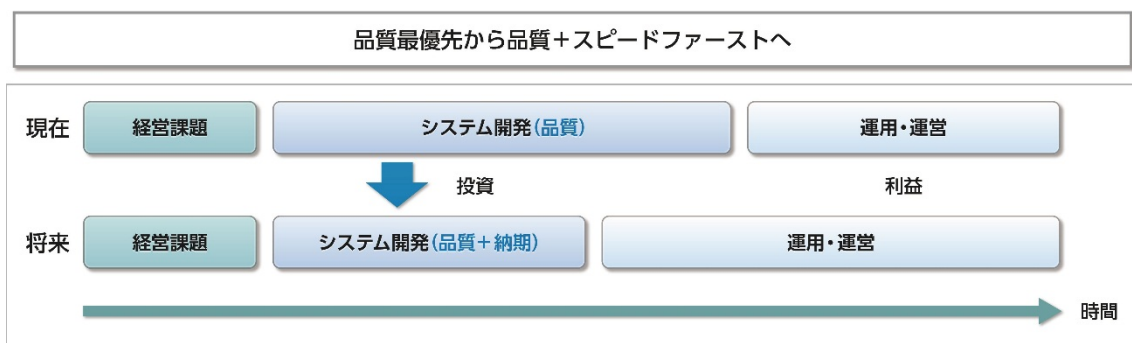 品質最優先から品質+スピードファーストへ
現在
経営課題
システム開発(品質)
運用・運営
投資
利益
将来
経営課題
システム開発(品質+納期)
運用・運営
時間